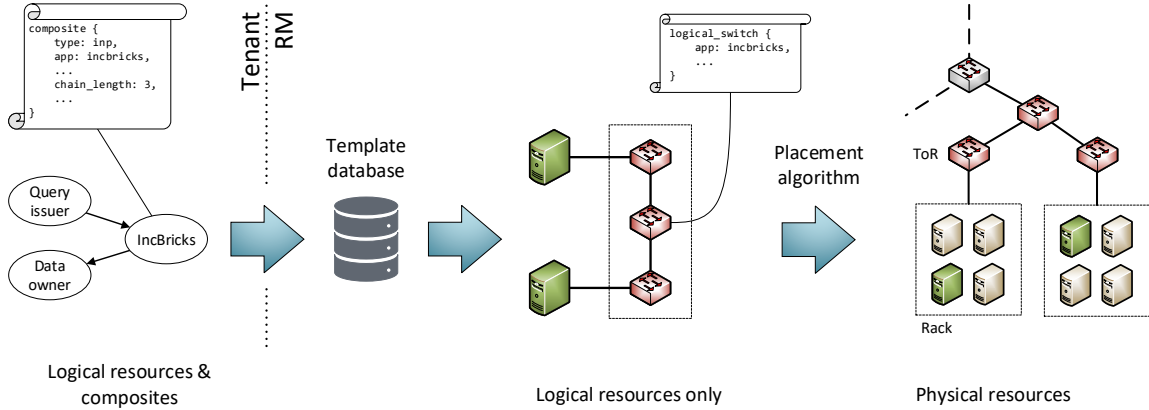 composite {
type: inp,
app: incbricks,
...
chain_length: 3,
...
}
Query
issuer
IncBricks
Data
owner
Logical resources &
composites
Tenant
RM
Template
database
logical_switch {
app: incbricks,
...
}
Logical resources only
Placement
algorithm
ToR
Rack
Physical resources